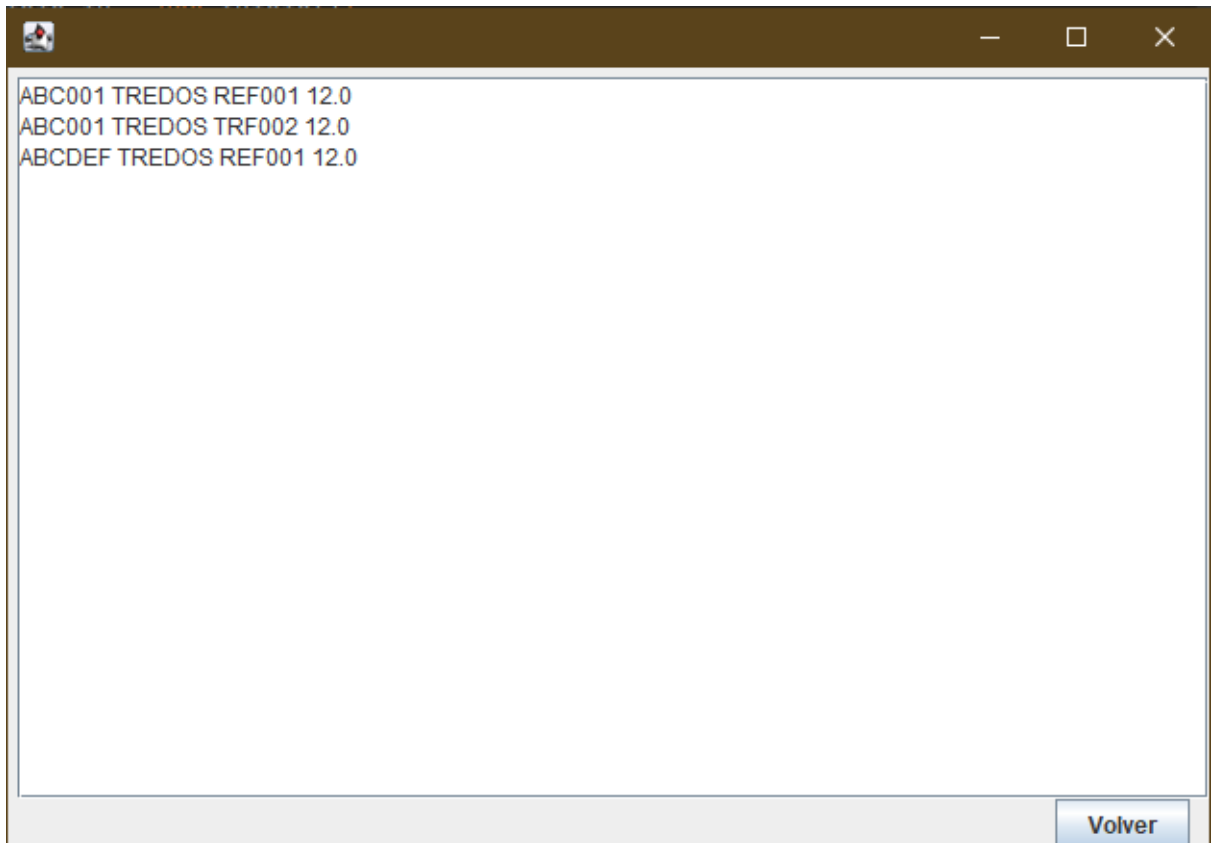 ABC001 TREDOS REF001 12.0
ABC001 TREDOS TRF002 12.0
ABCDEF TREDOS REF001 12.0
Volver